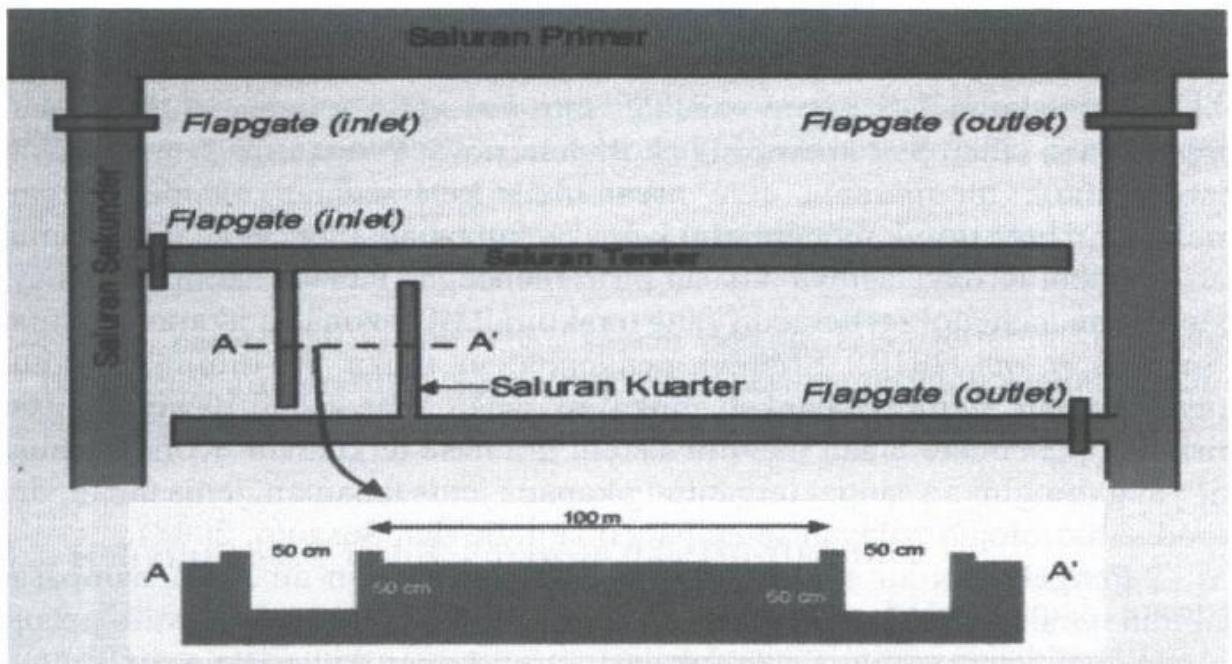 Saluran Primer
Flapgate (inlet)
Flapgate (outlet)
Saluran Sekunder
Flapgate (inlet)
Saluran Tersier
A
A'
Saluran Kuarter
Flapgate (outlet)
100 m
50 cm
50 cm
A
50 cm
50 cm
A'